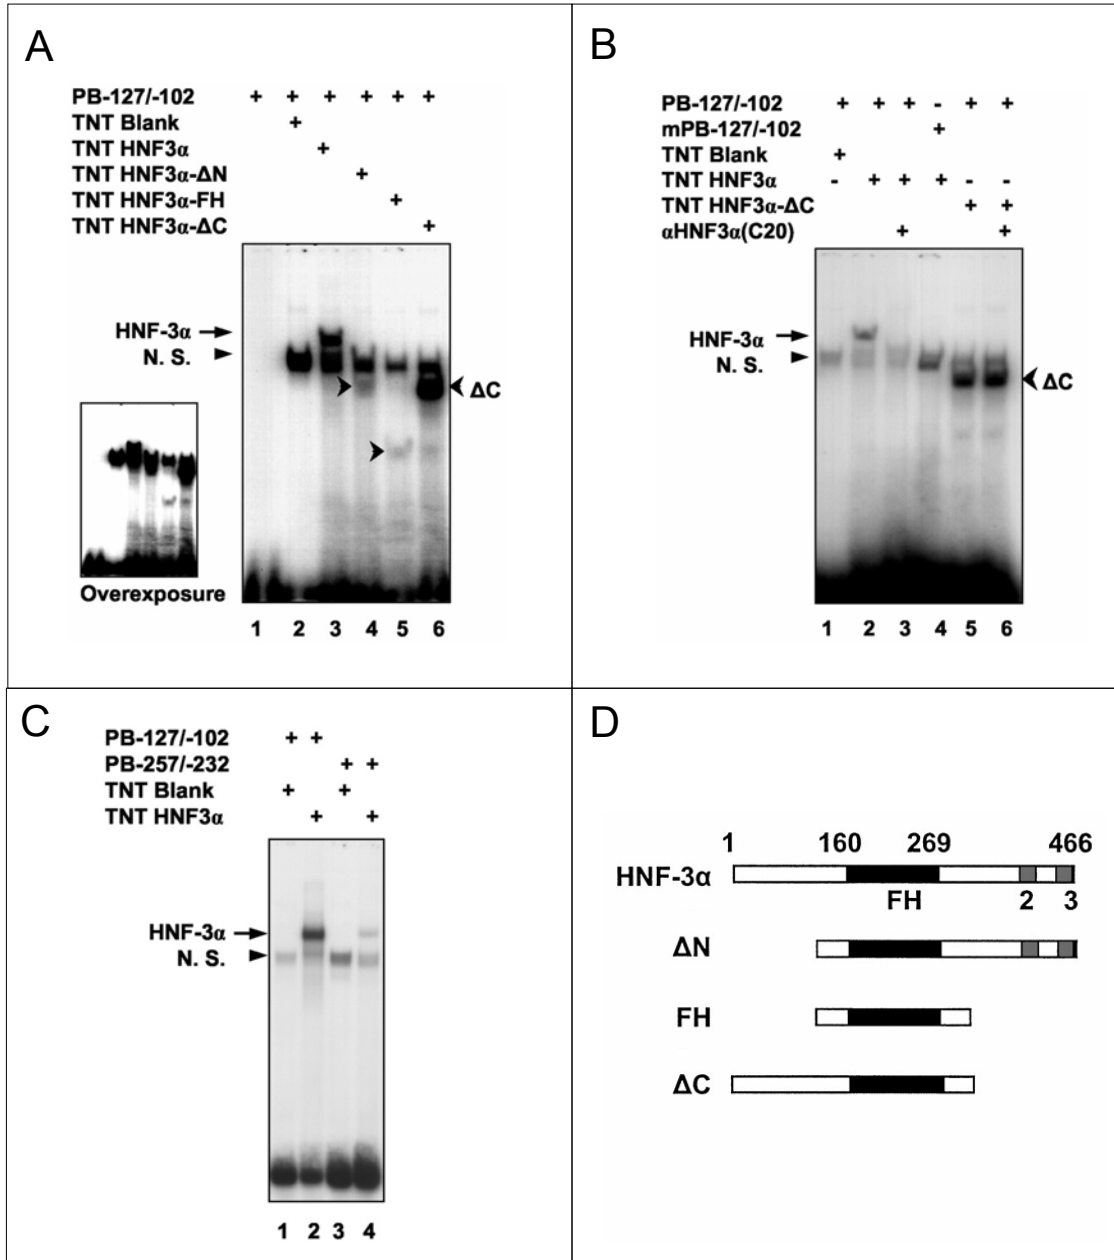 A
PB-127/-102 + + + + + +
TNT Blank +
TNT HNF3α +
TNT HNF3α-ΔN +
TNT HNF3α-FH +
TNT HNF3α-ΔC +
HNF-3α
N. S.
ΔC
Overexposure
1 2 3 4 5 6
B
PB-127/-102 + + + - + +
mPB-127/-102 +
TNT Blank +
TNT HNF3α - + + + - -
TNT HNF3α-ΔC + +
αHNF3α(C20) + +
HNF-3α
N. S.
ΔC
1 2 3 4 5 6
C
PB-127/-102 + +
PB-257/-232 + +
TNT Blank + +
TNT HNF3α + +
HNF-3α
N. S.
1 2 3 4
D
1 160 269 466
HNF-3α
FH 2 3
ΔN
FH
ΔC